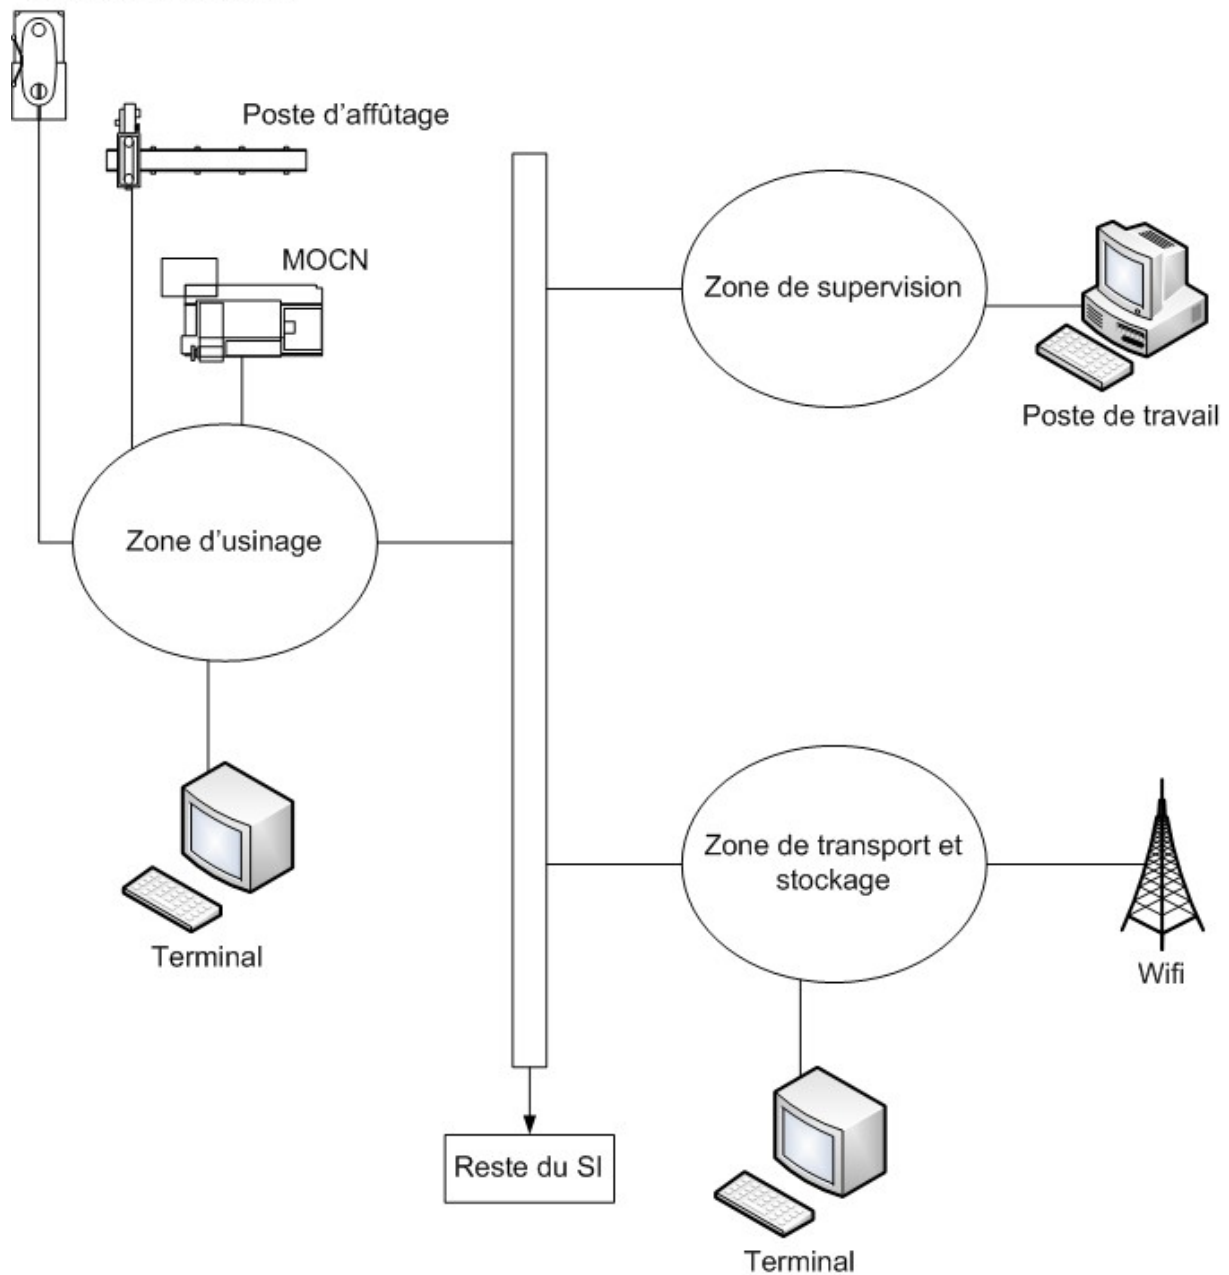 Poste d'affûtage
MOCN
Zone de supervision
Poste de travail
Zone d'usinage
Zone de transport et
stockage
Terminal
Wifi
Reste du SI
Terminal